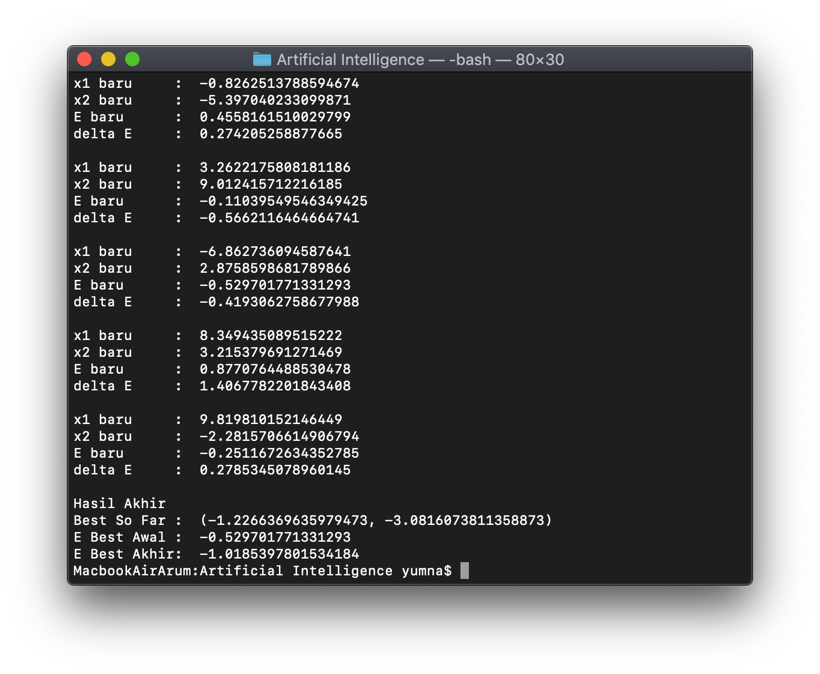 Artificial Intelligence — -bash — 80×30
x1 baru     :  -0.8262513788594674
x2 baru     :  -5.397040233099871
E baru      :  0.4558161510029799
delta E     :  0.274205258877665
x1 baru     :  3.2622175808181186
x2 baru     :  9.012415712216185
E baru      :  -0.11039549546349425
delta E     :  -0.5662116464664741
x1 baru     :  -6.862736094587641
x2 baru     :  2.8758598681789866
E baru      :  -0.529701771331293
delta E     :  -0.4193062758677988
x1 baru     :  8.349435089515222
x2 baru     :  3.215379691271469
E baru      :  0.8770764488530478
delta E     :  1.4067782201843408
x1 baru     :  9.819810152146449
x2 baru     :  -2.2815706614906794
E baru      :  -0.2511672634352785
delta E     :  0.2785345078960145
Hasil Akhir
Best So Far :  (-1.2266369635979473, -3.0816073811358873)
E Best Awal :  -0.529701771331293
E Best Akhir:  -1.0185397801534184
MacbookAirArum:Artificial Intelligence yumna$